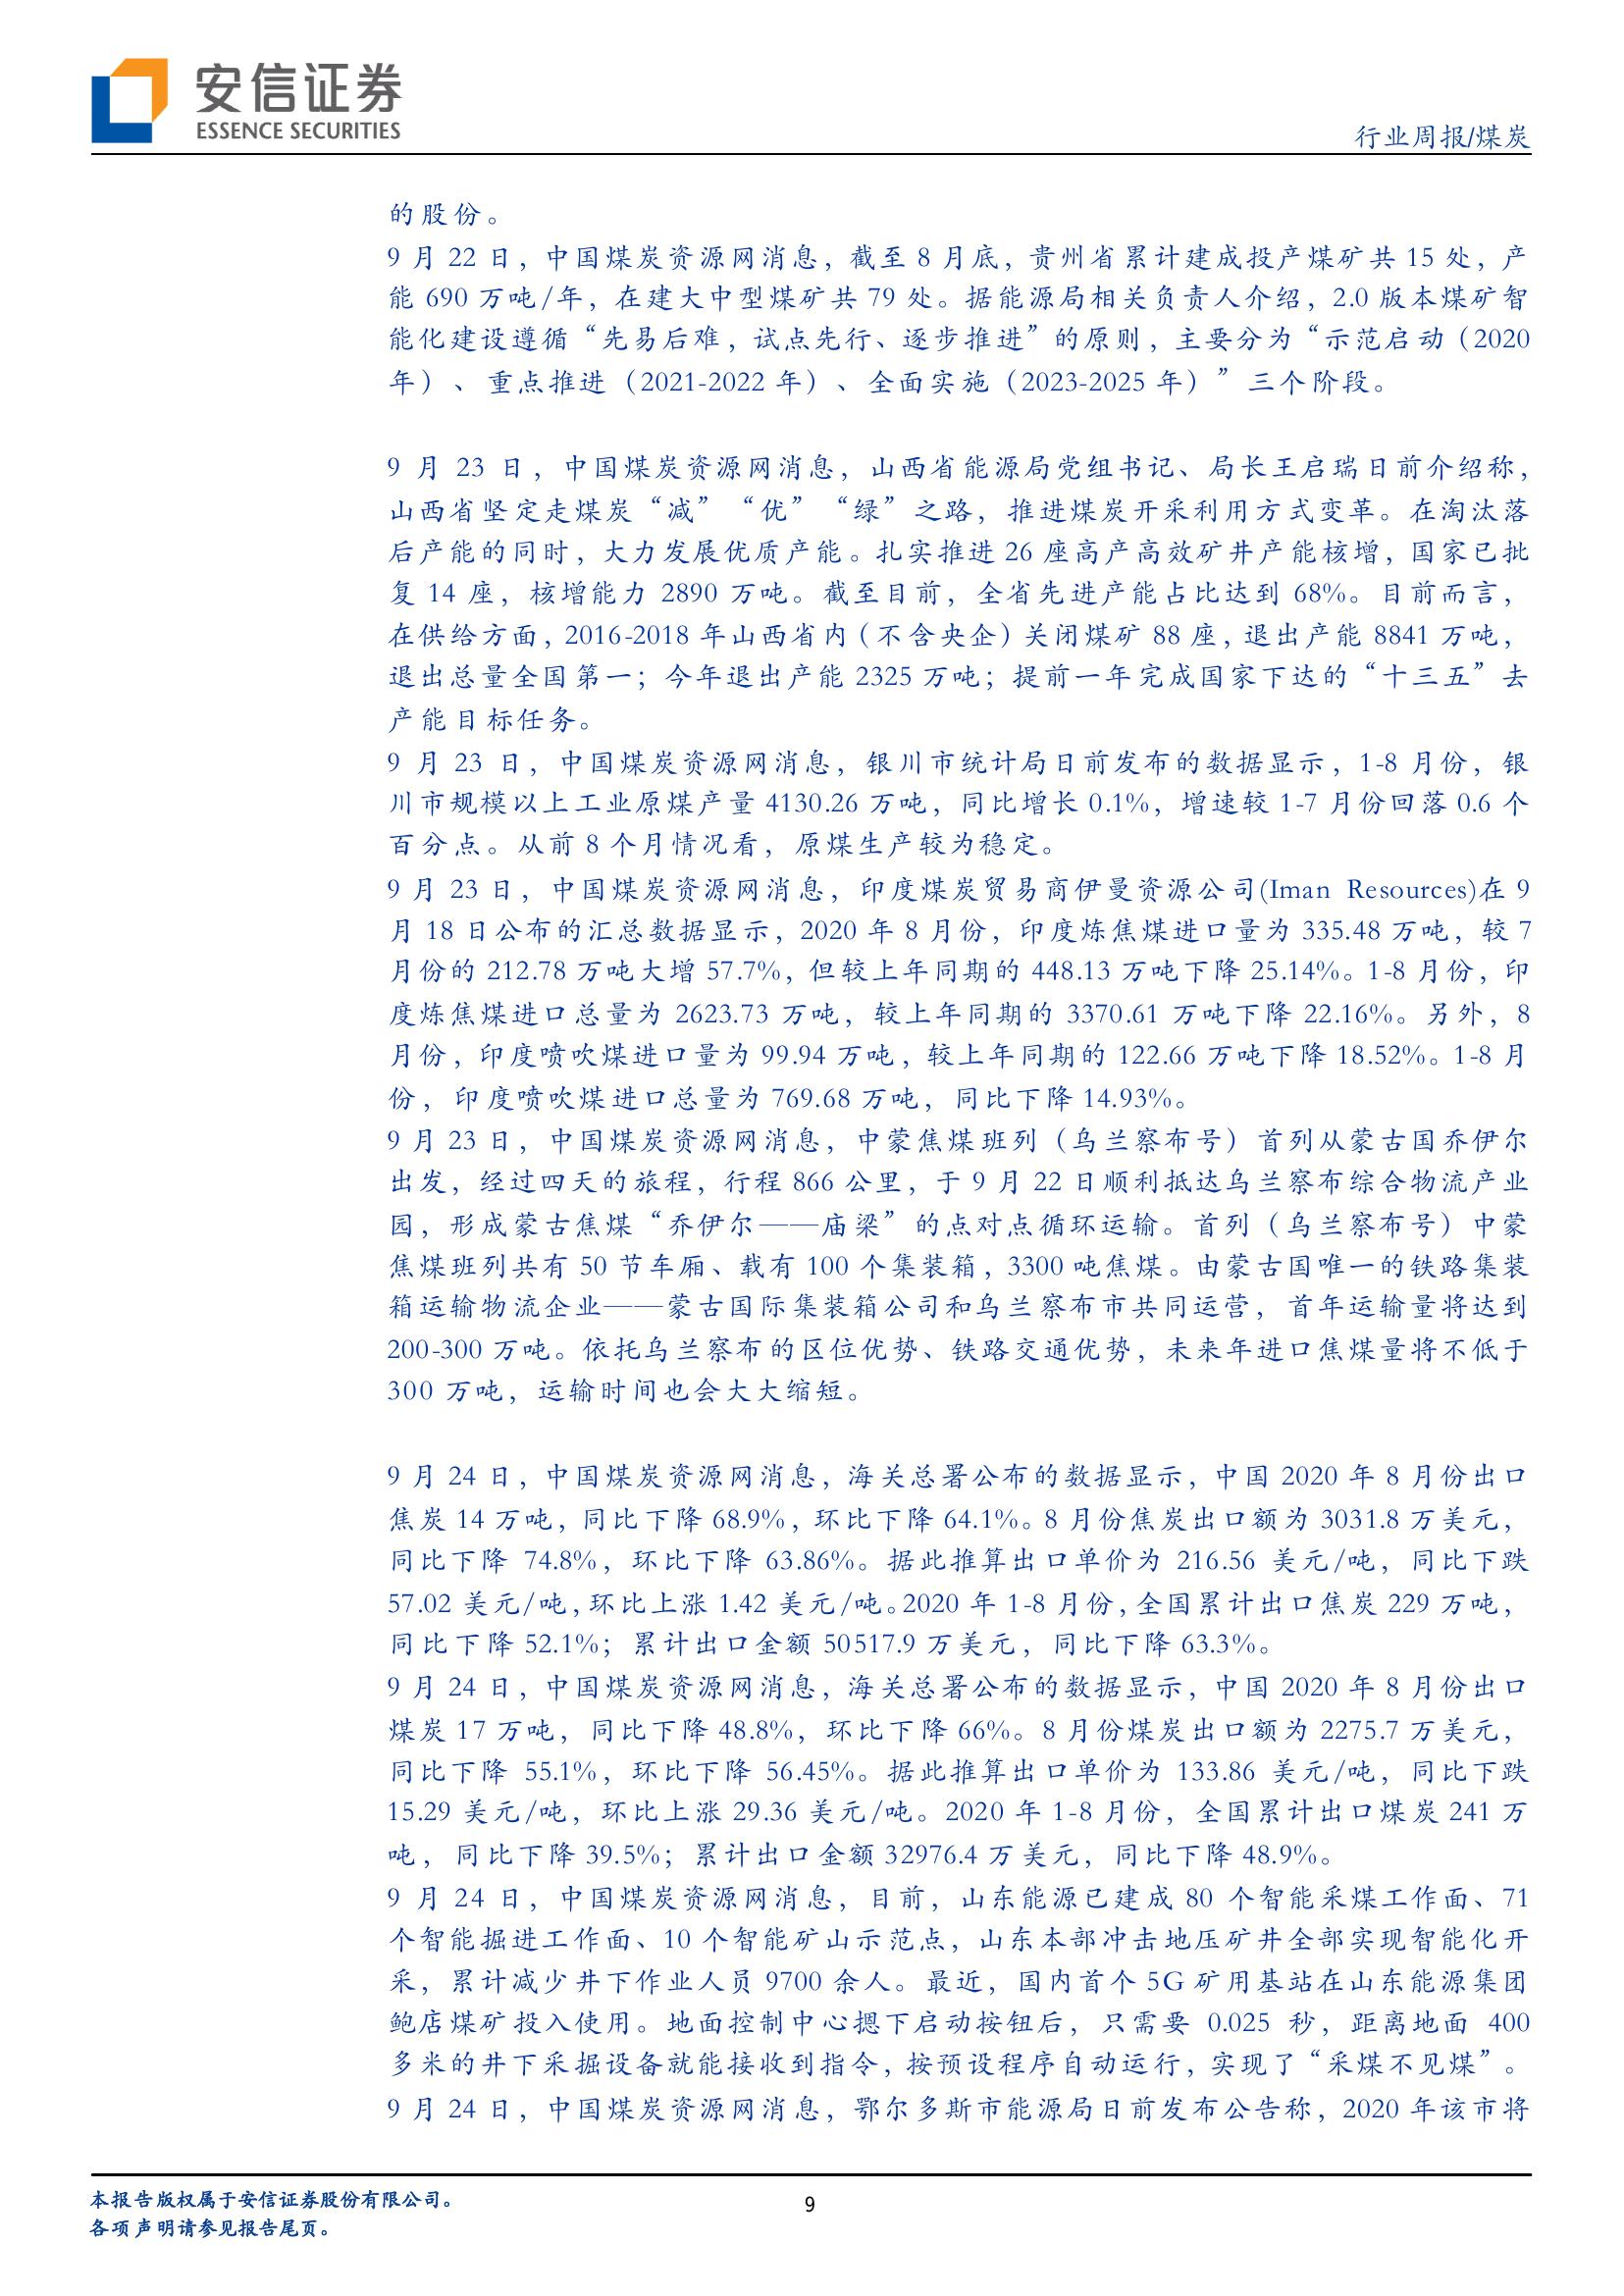 安信证券
ESSENCE SECURITIES
行业周报/煤炭
的股份。
9 月 22 日，中国煤炭资源网消息，截至 8 月底，贵州省累计建成投产煤矿共 15 处，产
能 690 万吨/年，在建大中型煤矿共 79 处。据能源局相关负责人介绍，2.0 版本煤矿智
能化建设遵循“先易后难，试点先行、逐步推进”的原则，主要分为“示范启动（2020
年）、重点推进（2021-2022 年）、全面实施（2023-2025 年）”三个阶段。
9 月 23 日，中国煤炭资源网消息，山西省能源局党组书记、局长王启瑞日前介绍称，
山西省坚定走煤炭“减”“优”“绿”之路，推进煤炭开采利用方式变革。在淘汰落
后产能的同时，大力发展优质产能。扎实推进 26 座高产高效矿井产能核增，国家已批
复 14 座，核增能力 2890 万吨。截至目前，全省先进产能占比达到 68%。目前而言，
在供给方面，2016-2018 年山西省内（不含央企）关闭煤矿 88 座，退出产能 8841 万吨，
退出总量全国第一；今年退出产能 2325 万吨；提前一年完成国家下达的“十三五”去
产能目标任务。
9 月 23 日，中国煤炭资源网消息，银川市统计局日前发布的数据显示，1-8 月份，银
川市规模以上工业原煤产量 4130.26 万吨，同比增长 0.1%，增速较 1-7 月份回落 0.6 个
百分点。从前 8 个月情况看，原煤生产较为稳定。
9 月 23 日，中国煤炭资源网消息，印度煤炭贸易商伊曼资源公司(Iman Resources)在 9
月 18 日公布的汇总数据显示，2020 年 8 月份，印度炼焦煤进口量为 335.48 万吨，较 7
月份的 212.78 万吨大增 57.7%，但较上年同期的 448.13 万吨下降 25.14%。1-8 月份，印
度炼焦煤进口总量为 2623.73 万吨，较上年同期的 3370.61 万吨下降 22.16%。另外，8
月份，印度喷吹煤进口量为 99.94 万吨，较上年同期的 122.66 万吨下降 18.52%。1-8 月
份，印度喷吹煤进口总量为 769.68 万吨，同比下降 14.93%。
9 月 23 日，中国煤炭资源网消息，中蒙焦煤班列（乌兰察布号）首列从蒙古国乔伊尔
出发，经过四天的旅程，行程 866 公里，于 9 月 22 日顺利抵达乌兰察布综合物流产业
园，形成蒙古焦煤“乔伊尔——庙梁”的点对点循环运输。首列（乌兰察布号）中蒙
焦煤班列共有 50 节车厢、载有 100 个集装箱，3300 吨焦煤。由蒙古国唯一的铁路集装
箱运输物流企业——蒙古国际集装箱公司和乌兰察布市共同运营，首年运输量将达到
200-300 万吨。依托乌兰察布的区位优势、铁路交通优势，未来年进口焦煤量将不低于
300 万吨，运输时间也会大大缩短。
9 月 24 日，中国煤炭资源网消息，海关总署公布的数据显示，中国 2020 年 8 月份出口
焦炭 14 万吨，同比下降 68.9%，环比下降 64.1%。8 月份焦炭出口额为 3031.8 万美元，
同比下降 74.8%，环比下降 63.86%。据此推算出口单价为 216.56 美元/吨，同比下跌
57.02 美元/吨，环比上涨 1.42 美元/吨。2020 年 1-8 月份，全国累计出口焦炭 229 万吨，
同比下降 52.1%；累计出口金额 50517.9 万美元，同比下降 63.3%。
9 月 24 日，中国煤炭资源网消息，海关总署公布的数据显示，中国 2020 年 8 月份出口
煤炭 17 万吨，同比下降 48.8%，环比下降 66%。8 月份煤炭出口额为 2275.7 万美元，
同比下降 55.1%，环比下降 56.45%。据此推算出口单价为 133.86 美元/吨，同比下跌
15.29 美元/吨，环比上涨 29.36 美元/吨。2020 年 1-8 月份，全国累计出口煤炭 241 万
吨，同比下降 39.5%；累计出口金额 32976.4 万美元，同比下降 48.9%。
9 月 24 日，中国煤炭资源网消息，目前，山东能源已建成 80 个智能采煤工作面、71
个智能掘进工作面、10 个智能矿山示范点，山东本部冲击地压矿井全部实现智能化开
采，累计减少井下作业人员 9700 余人。最近，国内首个 5G 矿用基站在山东能源集团
鲍店煤矿投入使用。地面控制中心摁下启动按钮后，只需要 0.025 秒，距离地面 400
多米的井下采掘设备就能接收到指令，按预设程序自动运行，实现了“采煤不见煤”。
9 月 24 日，中国煤炭资源网消息，鄂尔多斯市能源局日前发布公告称，2020 年该市将
本报告版权属于安信证券股份有限公司。
9
各项声明请参见报告尾页。